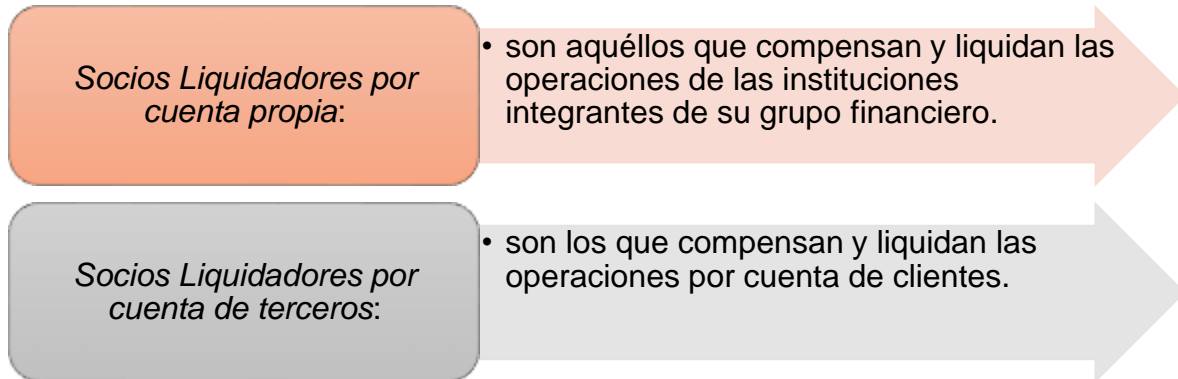 Socios Liquidadores por
cuenta propia:
• son aquéllos que compensan y liquidan las
operaciones de las instituciones
integrantes de su grupo financiero.
Socios Liquidadores por
cuenta de terceros:
• son los que compensan y liquidan las
operaciones por cuenta de clientes.